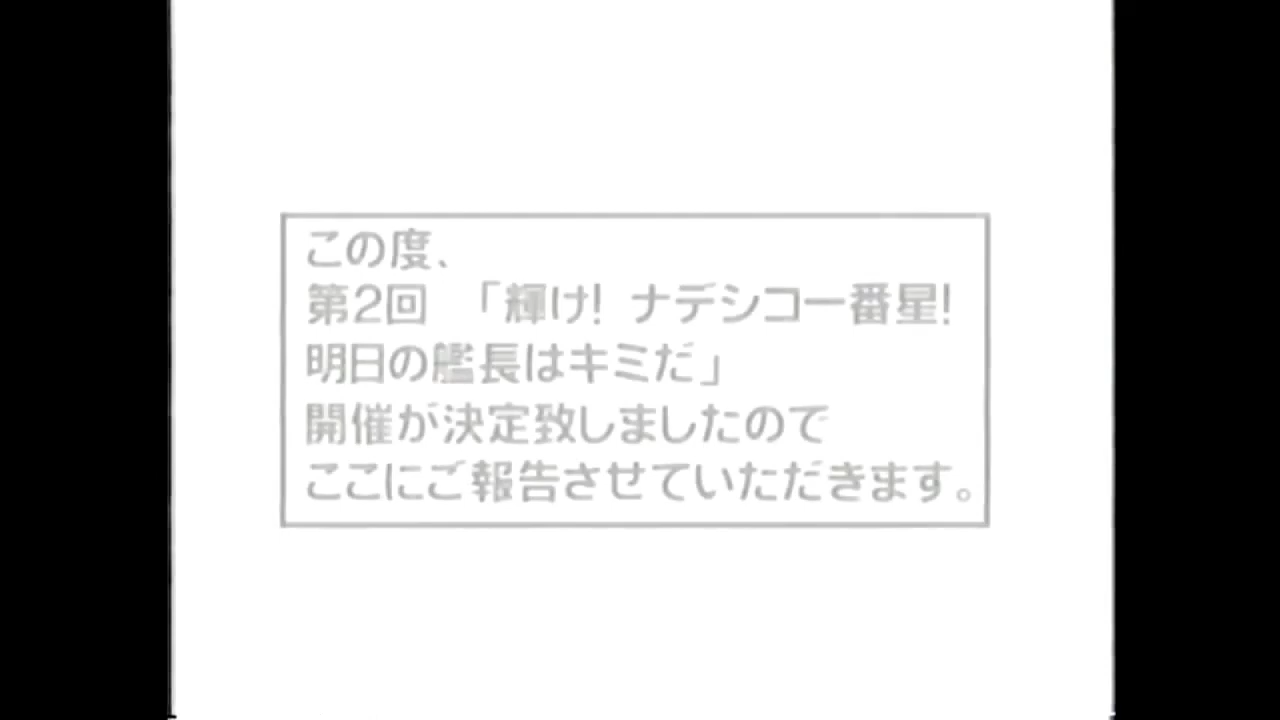 この度、
第2回 「輝け! ナデシコ一番星!
明日の艦長はキミだ」
開催が決定致しましたので
ここにご報告させていただきます。